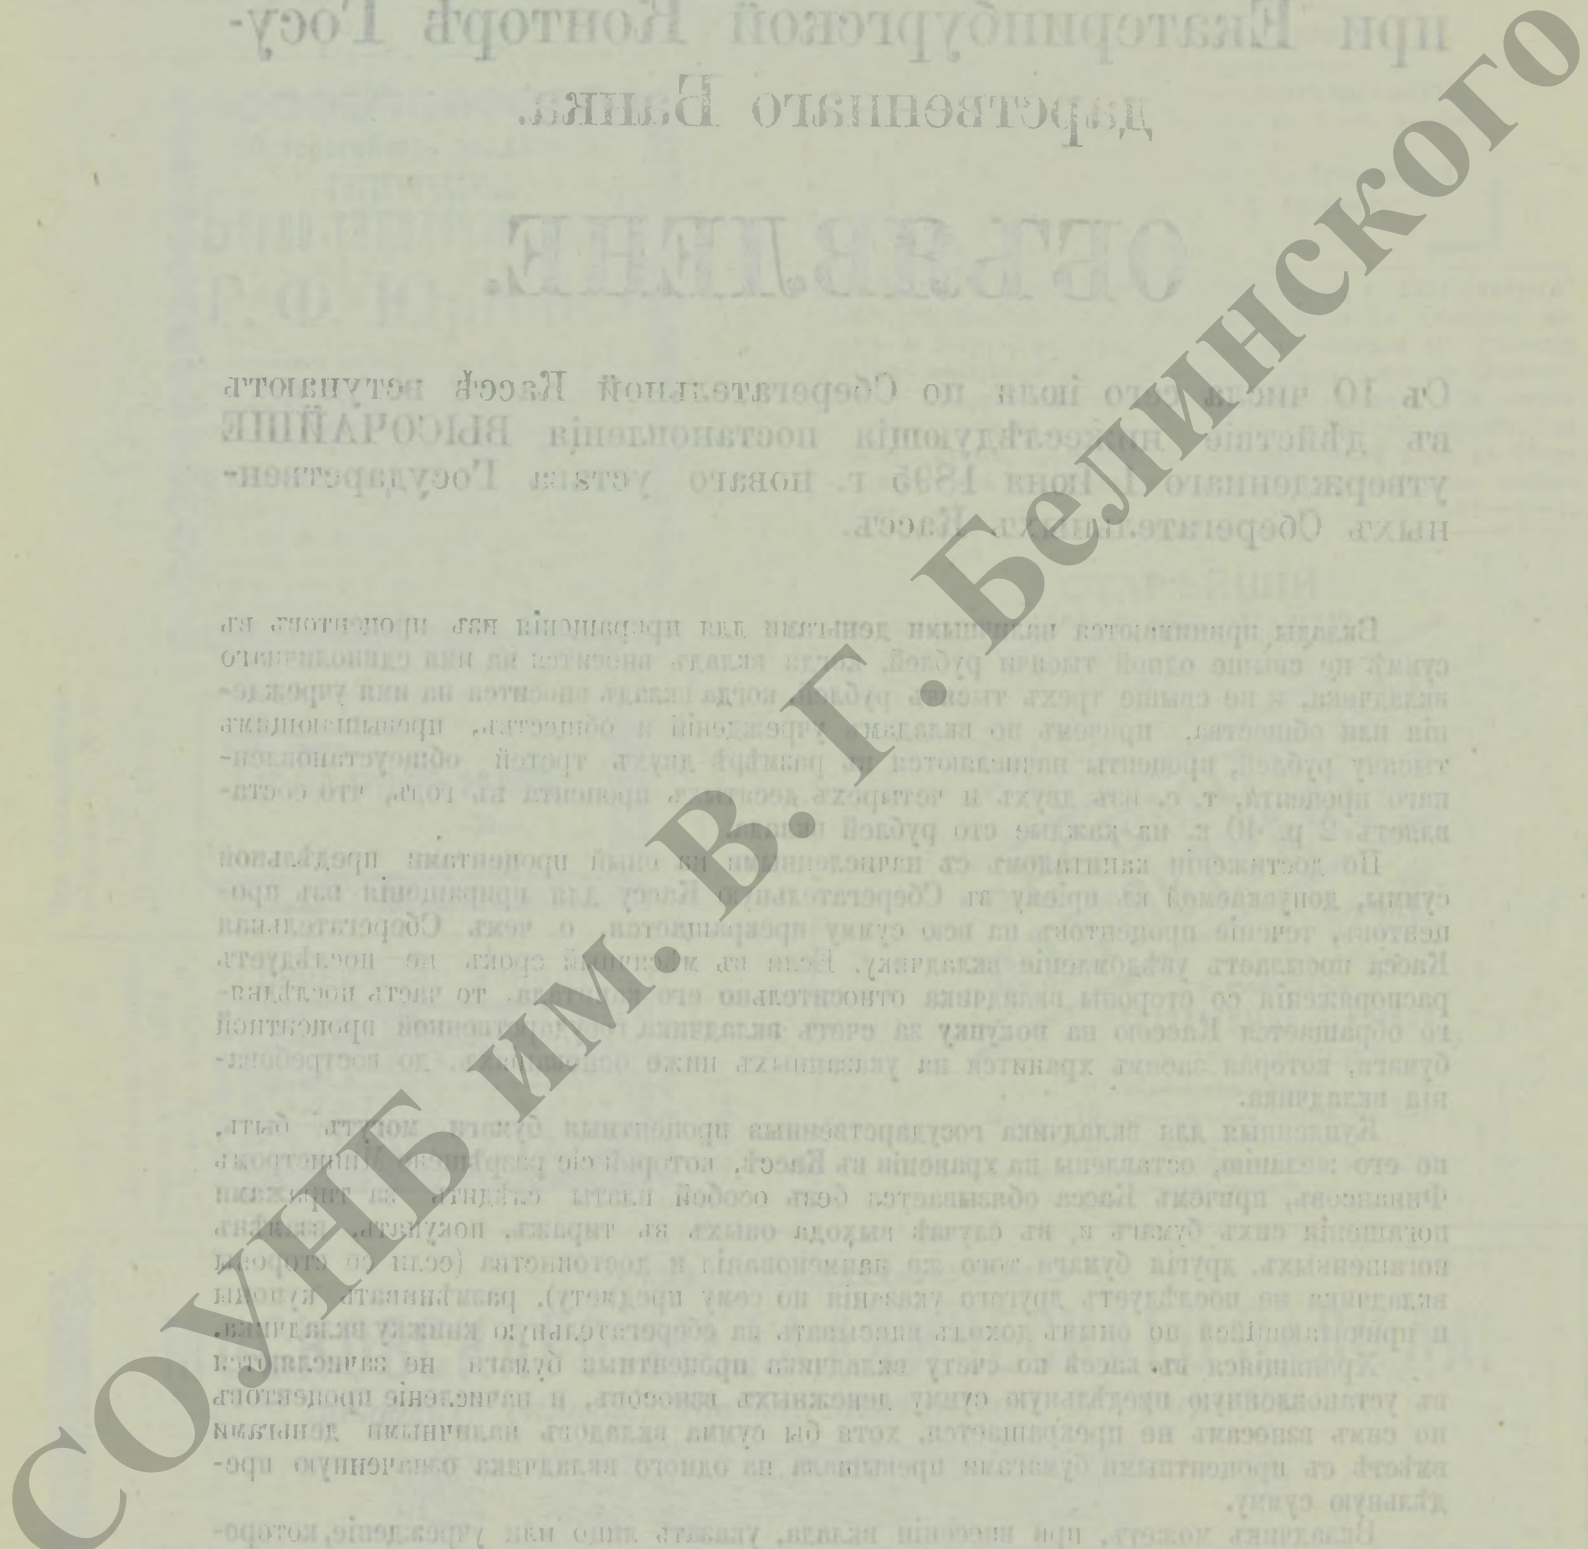 при Екатеринбургской Конторѣ Госу-
дарственнаго Банка.
ОБЪЯВЛЕНІЕ.
Съ 10 числа сего іюля по Сберегательной Кассѣ вступаютъ
въ дѣйствіе нижеслѣдующія постановленія ВЫСОЧАЙШЕ
утвержденнаго 1 Іюня 1895 г. новаго устава Государствен-
ныхъ Сберегательныхъ Кассъ.
Вклады принимаются наличными деньгами для приращенія изъ процентовъ въ
суммѣ не свыше одной тысячи рублей, когда вкладъ вносится на имя единоличнаго
вкладчика, и не свыше трехъ тысячъ рублей, когда вкладъ вносится на имя учрежде-
нія или общества, причемъ по вкладамъ учрежденій и обществъ, превышающимъ
тысячу рублей, проценты начисляются въ размѣрѣ двухъ третей общеустановлен-
наго процента, т. е. изъ двухъ и четырехъ десятыхъ процента въ годъ, что соста-
вляетъ 2 р. 40 к. на каждые сто рублей вклада.
По достиженіи капиталомъ съ начисленными на оный процентами предѣльной
суммы, допускаемой къ пріему въ Сберегательную Кассу для приращенія изъ про-
центовъ, теченіе процентовъ на всю сумму прекращается, о чемъ Сберегательная
Касса посылаетъ увѣдомленіе вкладчику. Если въ мѣсячный срокъ не послѣдуетъ
распоряженія со стороны вкладчика относительно его капитала, то часть послѣдня-
го обращается Кассою на покупку за счетъ вкладчика государственной процентной
бумаги, которая засимъ хранится на указанныхъ ниже основаніяхъ до востребова-
нія вкладчика.
Купленныя для вкладчика государственныя процентныя бумаги могутъ быть,
по его желанію, оставлены на храненіи въ Кассѣ, которой сіе разрѣшено Министромъ
Финансовъ, причемъ Касса обязывается безъ особой платы слѣдить за тиражами
погашенія сихъ бумагъ и, въ случаѣ выхода оныхъ въ тиражъ, покупать, взамѣнъ
погашенныхъ, другія бумаги того же наименованія и достоинства (если со стороны
вкладчика не послѣдуетъ другого указанія по сему предмету), размѣнивать купоны
и причитающійся по онымъ доходъ вписывать на сберегательную книжку вкладчика.
Хранящійся въ кассѣ по счету вкладчика процентныя бумаги не зачисляются
въ установленную предѣльную сумму денежныхъ взносовъ, и начисленіе процентовъ
по симъ взносамъ не прекращается, хотя бы сумма вкладовъ наличными деньгами
вмѣстѣ съ процентными бумагами превышала на одного вкладчика означенную пре-
дѣльную сумму.
Вкладчикъ можетъ, при внесеніи вклада, указать лицо или учрежденіе, которо-
СОУНБ им. В. Г. Белинского